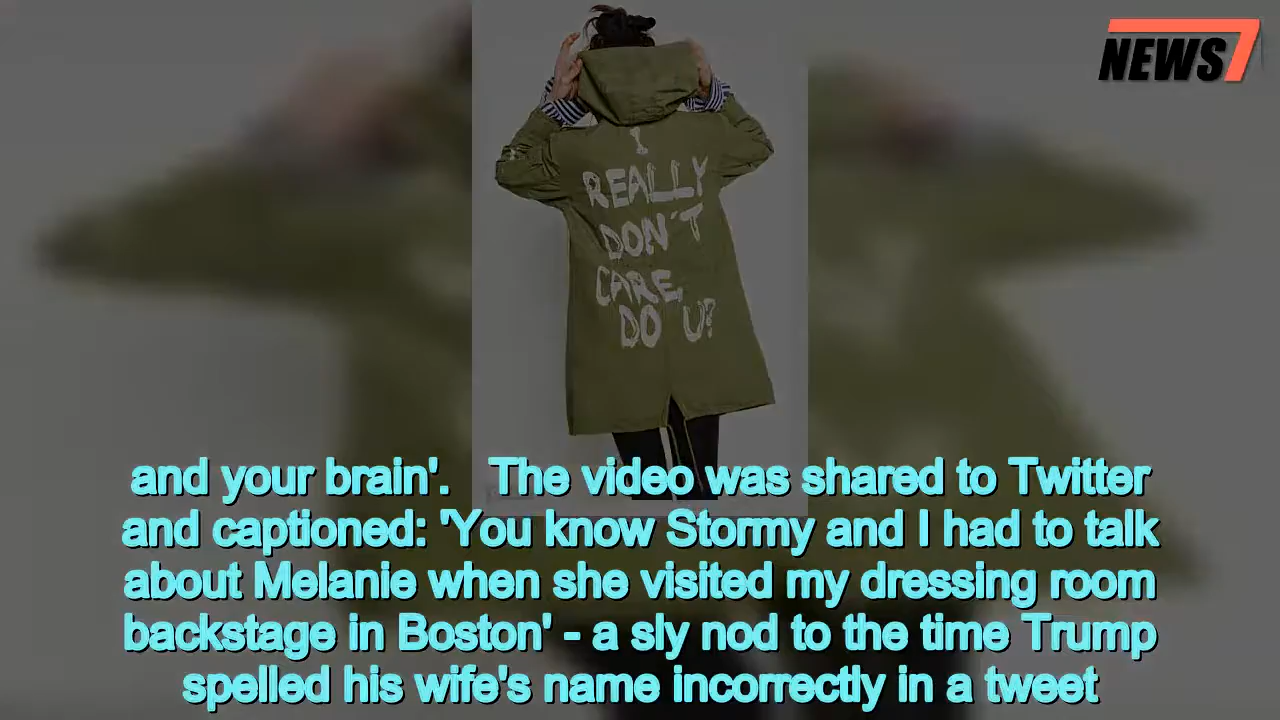 NEWS7
I
REALLY
DON'T
CARE,
DO U?
and your brain'. The video was shared to Twitter
and captioned: 'You know Stormy and I had to talk
about Melanie when she visited my dressing room
backstage in Boston' - a sly nod to the time Trump
spelled his wife's name incorrectly in a tweet